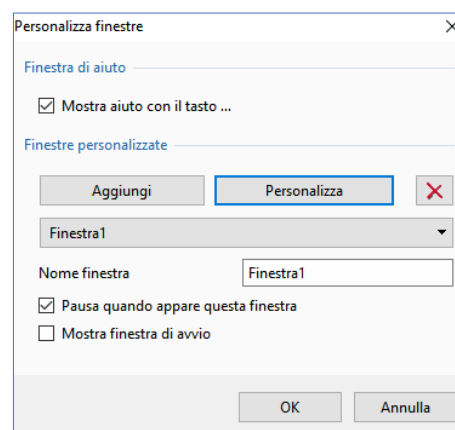 Personalizza finestre
Finestra di aiuto
Mostra aiuto con il tasto ...
Finestre personalizzate
Aggiungi Personalizza
Finestra1
Nome finestra Finestra1
Pausa quando appare questa finestra
Mostra finestra di avvio
OK Annulla